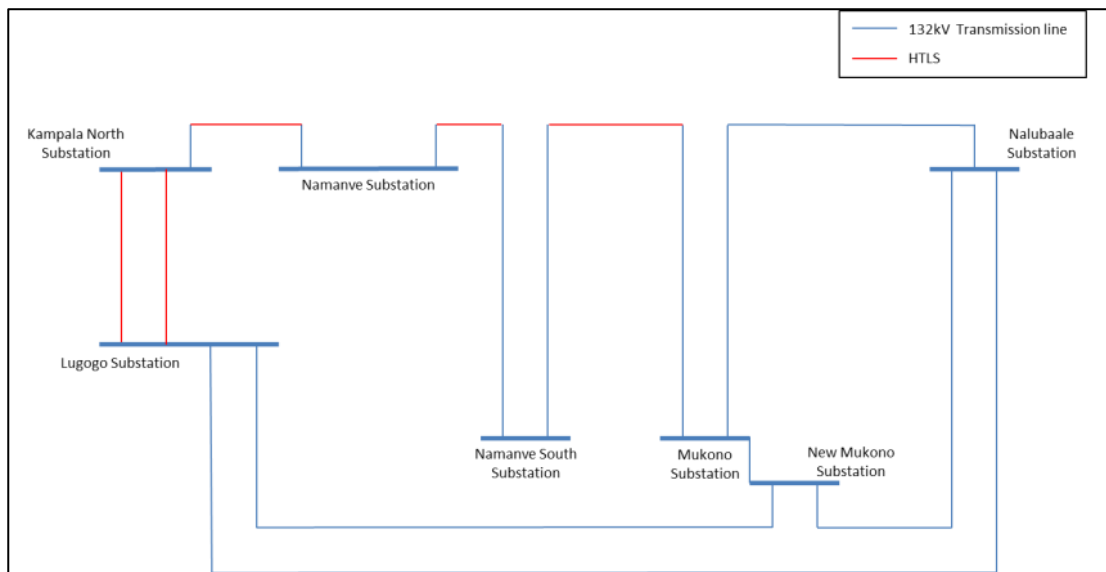 132kV Transmission line
HTLS
Kampala North
Substation
Nalubaale
Substation
Namanve Substation
Lugogo Substation
Namanve South
Substation
Mukono
Substation
New Mukono
Substation